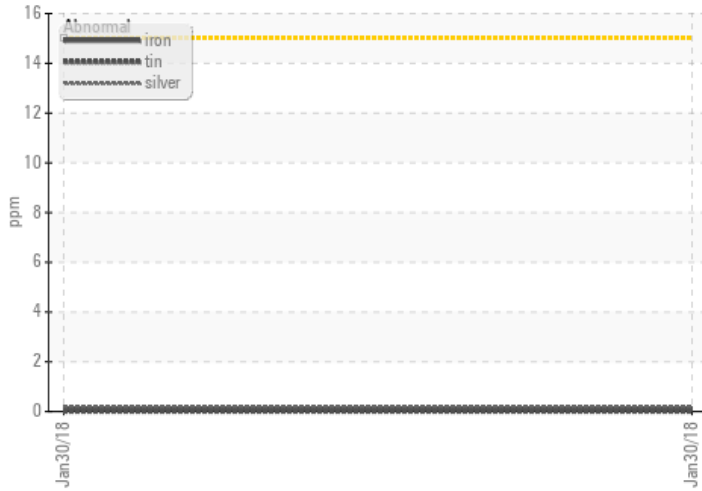 16
Abnormal
iron
tin
silver
14
12
10
8
6
4
2
0
ppm
Jan30/18
Jan30/18